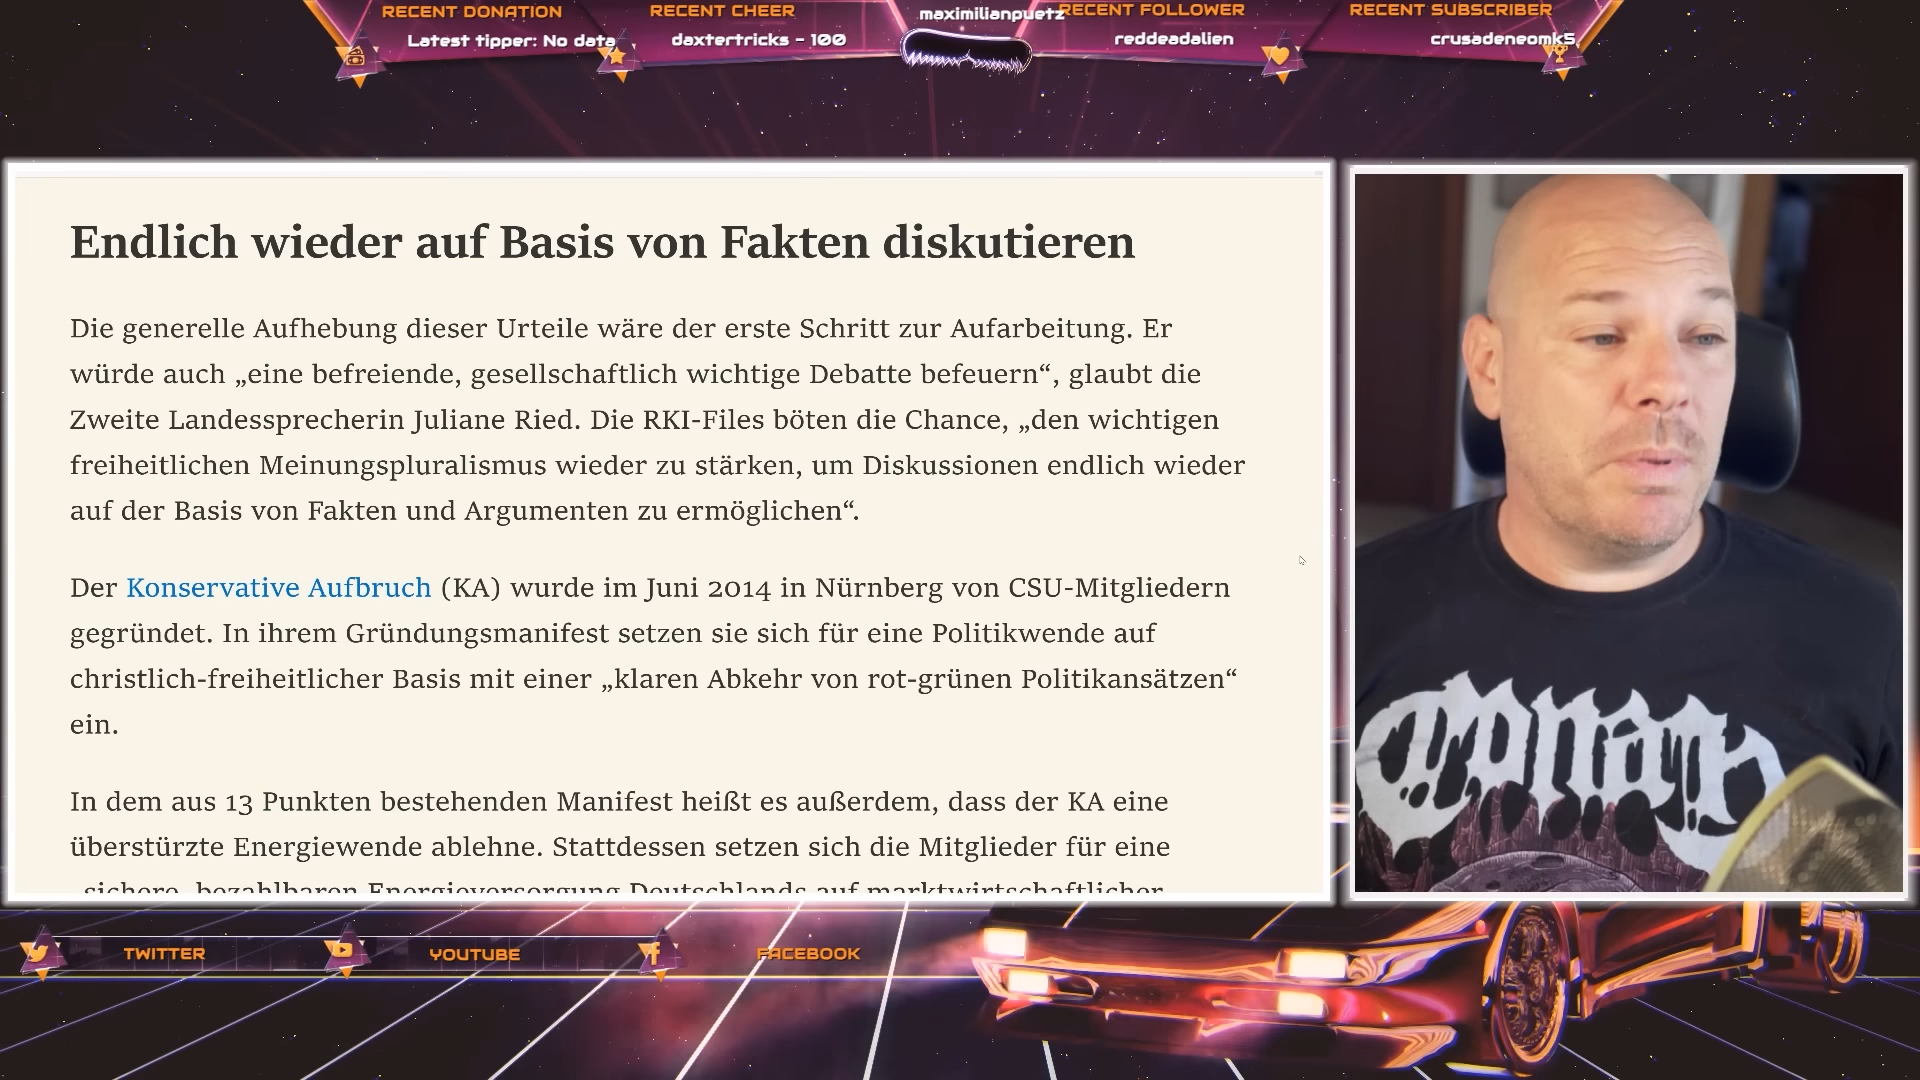 RECENT DONATION
Latest tipper: No data
RECENT CHEER
daxtertricks - 100
maximilianpuetz
RECENT FOLLOWER
reddeadalien
RECENT SUBSCRIBER
crusadeneomk5
Endlich wieder auf Basis von Fakten diskutieren
Die generelle Aufhebung dieser Urteile wäre der erste Schritt zur Aufarbeitung. Er
würde auch „eine befreiende, gesellschaftlich wichtige Debatte befeuern“, glaubt die
Zweite Landessprecherin Juliane Ried. Die RKI-Files böten die Chance, „den wichtigen
freiheitlichen Meinungspluralismus wieder zu stärken, um Diskussionen endlich wieder
auf der Basis von Fakten und Argumenten zu ermöglichen“.
Der Konservative Aufbruch (KA) wurde im Juni 2014 in Nürnberg von CSU-Mitgliedern
gegründet. In ihrem Gründungsmanifest setzen sie sich für eine Politikwende auf
christlich-freiheitlicher Basis mit einer „klaren Abkehr von rot-grünen Politikansätzen“
ein.
In dem aus 13 Punkten bestehenden Manifest heißt es außerdem, dass der KA eine
überstürzte Energiewende ablehne. Stattdessen setzen sich die Mitglieder für eine
sichere, bezahlbaren Energieversorgung Deutschlands auf marktwirtschaftlicher
Conan
TWITTER
YOUTUBE
FACEBOOK